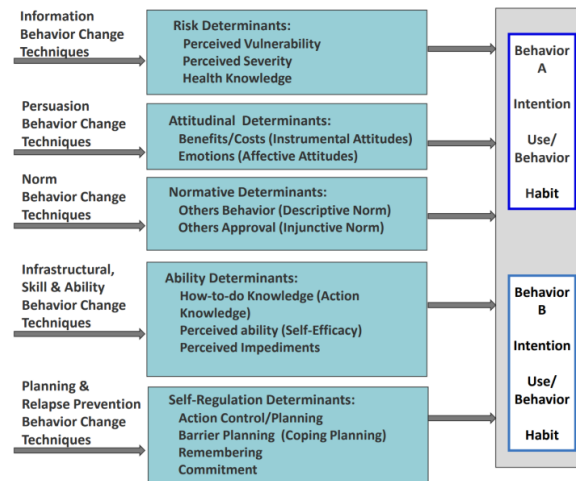 Information
Behavior Change
Techniques
Risk Determinants:
Perceived Vulnerability
Perceived Severity
Health Knowledge
Persuasion
Behavior Change
Techniques
Attitudinal Determinants:
Benefits/Costs (Instrumental Attitudes)
Emotions (Affective Attitudes)
Norm
Behavior Change
Techniques
Normative Determinants:
Others Behavior (Descriptive Norm)
Others Approval (Injunctive Norm)
Infrastructural,
Skill & Ability
Behavior Change
Techniques
Ability Determinants:
How-to-do Knowledge (Action
Knowledge)
Perceived ability (Self-Efficacy)
Perceived Impediments
Planning &
Relapse Prevention
Behavior Change
Techniques
Self-Regulation Determinants:
Action Control/Planning
Barrier Planning (Coping Planning)
Remembering
Commitment
Behavior
A
Intention
Use/
Behavior
Habit
Behavior
B
Intention
Use/
Behavior
Habit